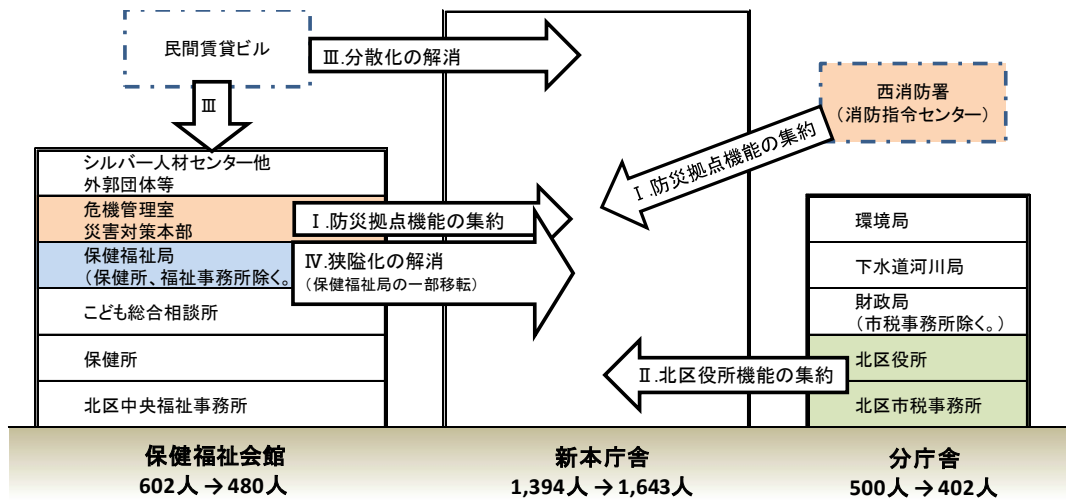 民間賃貸ビル
Ⅲ.分散化の解消
Ⅲ
西消防署
（消防指令センター）
Ⅰ.防災拠点機能の集約
シルバー人材センター他
外郭団体等
危機管理室
災害対策本部
Ⅰ.防災拠点機能の集約
保健福祉局
（保健所、福祉事務所除く。
Ⅳ.狭隘化の解消
（保健福祉局の一部移転）
こども総合相談所
保健所
北区中央福祉事務所
環境局
下水道河川局
財政局
（市税事務所除く。）
Ⅱ.北区役所機能の集約
北区役所
北区市税事務所
保健福祉会館
602人 → 480人
新本庁舎
1,394人 → 1,643人
分庁舎
500人 → 402人